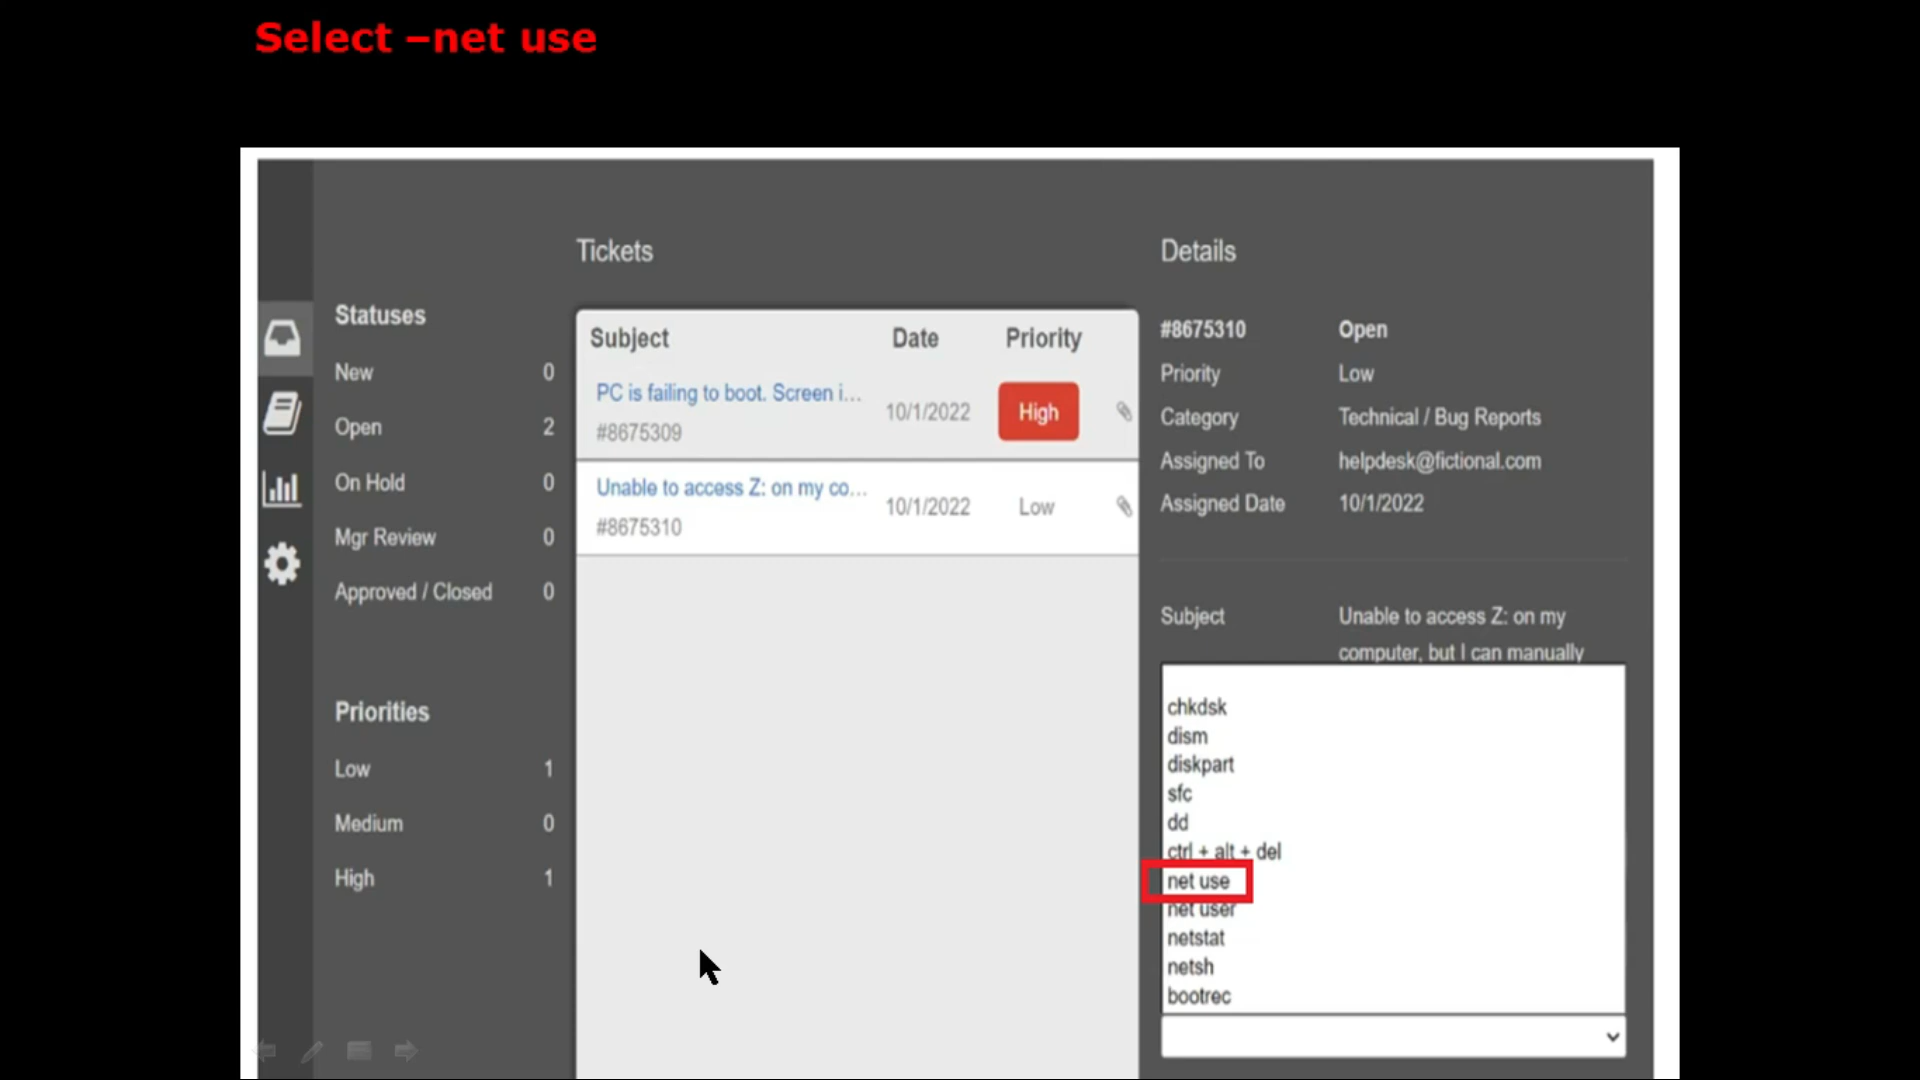 Select –net use
Tickets
Details
Statuses
New 0
Open 2
On Hold 0
Mgr Review 0
Approved / Closed 0
Priorities
Low 1
Medium 0
High 1
Subject Date Priority
PC is failing to boot. Screen i... 10/1/2022 High
#8675309
Unable to access Z: on my co... 10/1/2022 Low
#8675310
#8675310 Open
Priority Low
Category Technical / Bug Reports
Assigned To helpdesk@fictional.com
Assigned Date 10/1/2022
Subject Unable to access Z: on my
computer, but I can manually
chkdsk
dism
diskpart
sfc
dd
ctrl + alt + del
net use
net user
netstat
netsh
bootrec